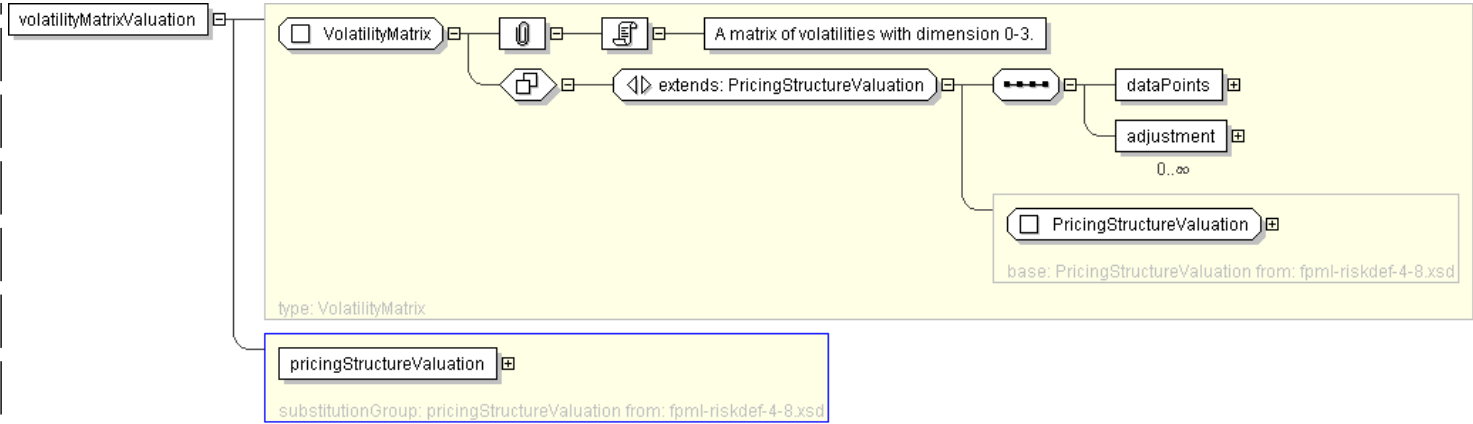 volatilityMatrixValuation
VolatilityMatrix
A matrix of volatilities with dimension 0-3.
extends: PricingStructureValuation
dataPoints
adjustment
0..∞
PricingStructureValuation
base: PricingStructureValuation from: fpml-riskdef-4-8.xsd
type: VolatilityMatrix
pricingStructureValuation
substitutionGroup: pricingStructureValuation from: fpml-riskdef-4-8.xsd